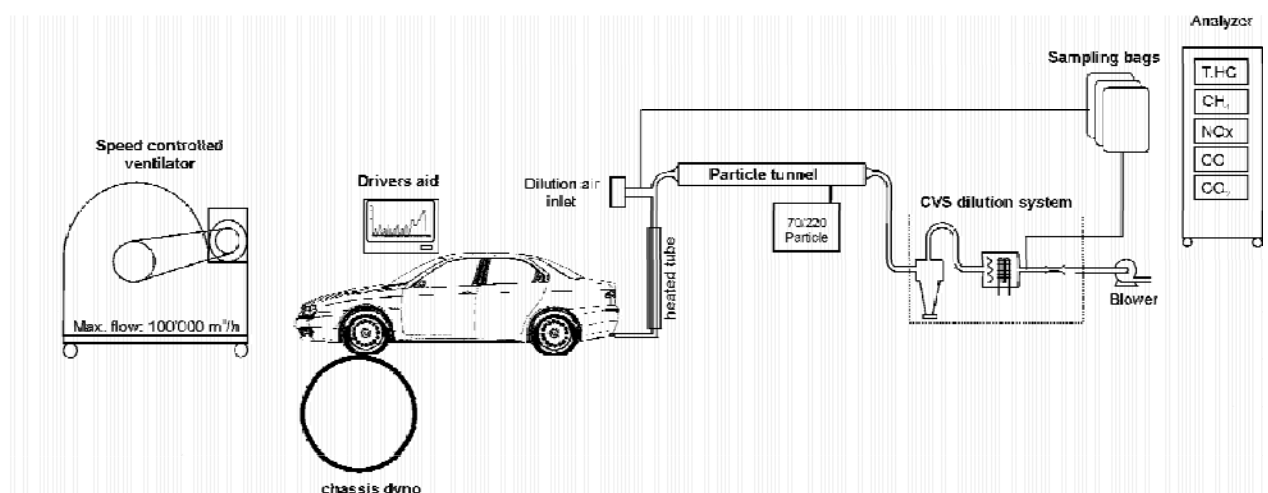 Analyzer
Sampling bags
T.HC
CH₄
NOx
CO
CO₂
Speed controlled
ventilator
Drivers aid
Dilution air
inlet
Particle tunnel
CVS dilution system
70/220
Particle
heated tube
Max. flow: 100'000 m³/h
Blower
chassis dyno